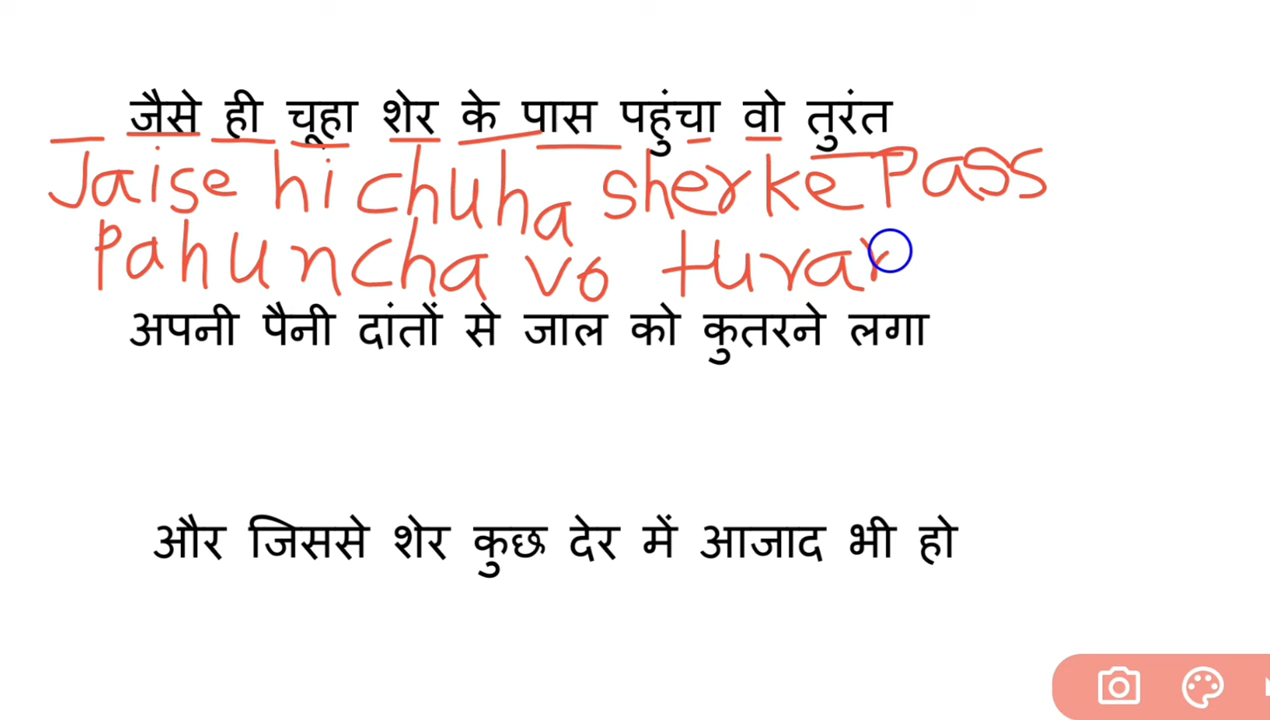 जैसे ही चूहा शेर के पास पहुंचा वो तुरंत
Jaise hi chuha sherke Pass
Pahuncha vo turan
अपनी पैनी दांतों से जाल को कुतरने लगा
और जिससे शेर कुछ देर में आजाद भी हो